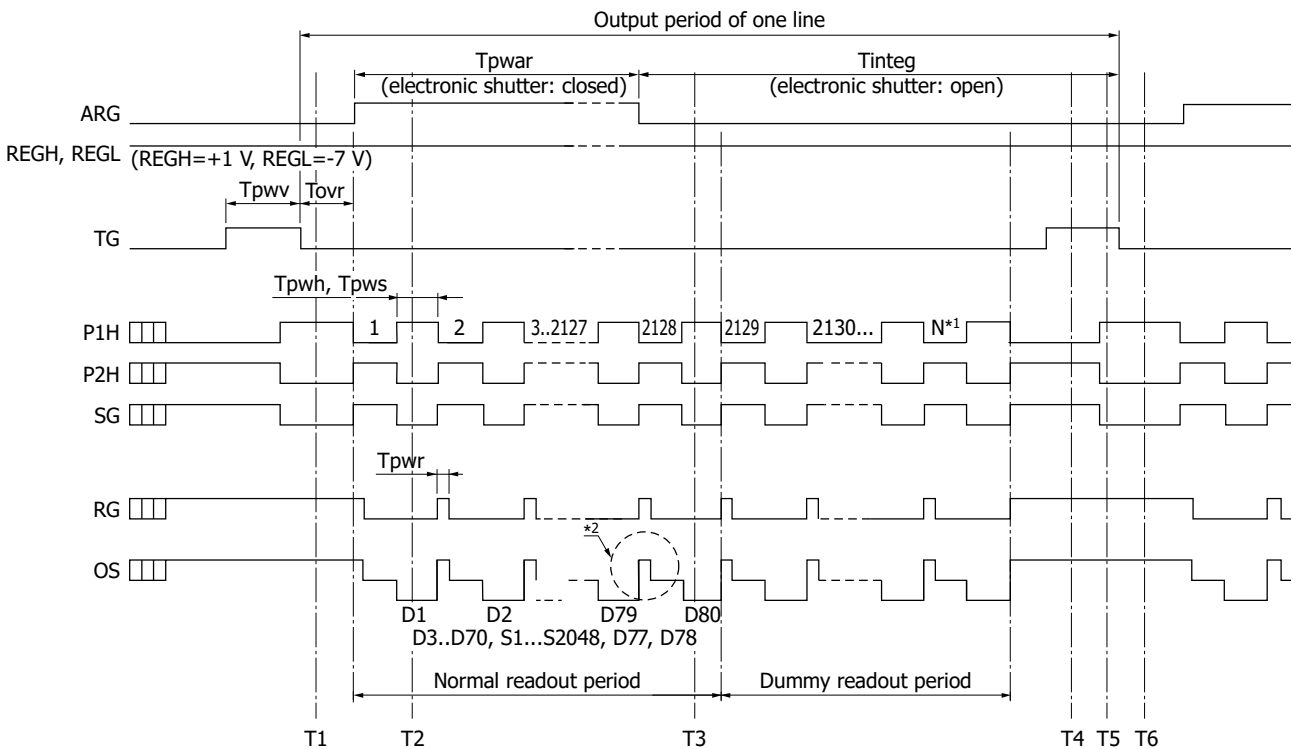 Output period of one line
Tpwar
Tinteg
(electronic shutter: closed)
(electronic shutter: open)
ARG
REGH, REGL
(REGH=+1 V, REGL=-7 V)
Tpwv
Tovr
TG
Tpwh, Tpws
P1H
1
2
3..2127
2128
2129
2130...
N*1
P2H
SG
Tpwr
RG
*2
OS
D1
D2
D79
D80
D3..D70, S1...S2048, D77, D78
Normal readout period
Dummy readout period
T1
T2
T3
T4
T5
T6